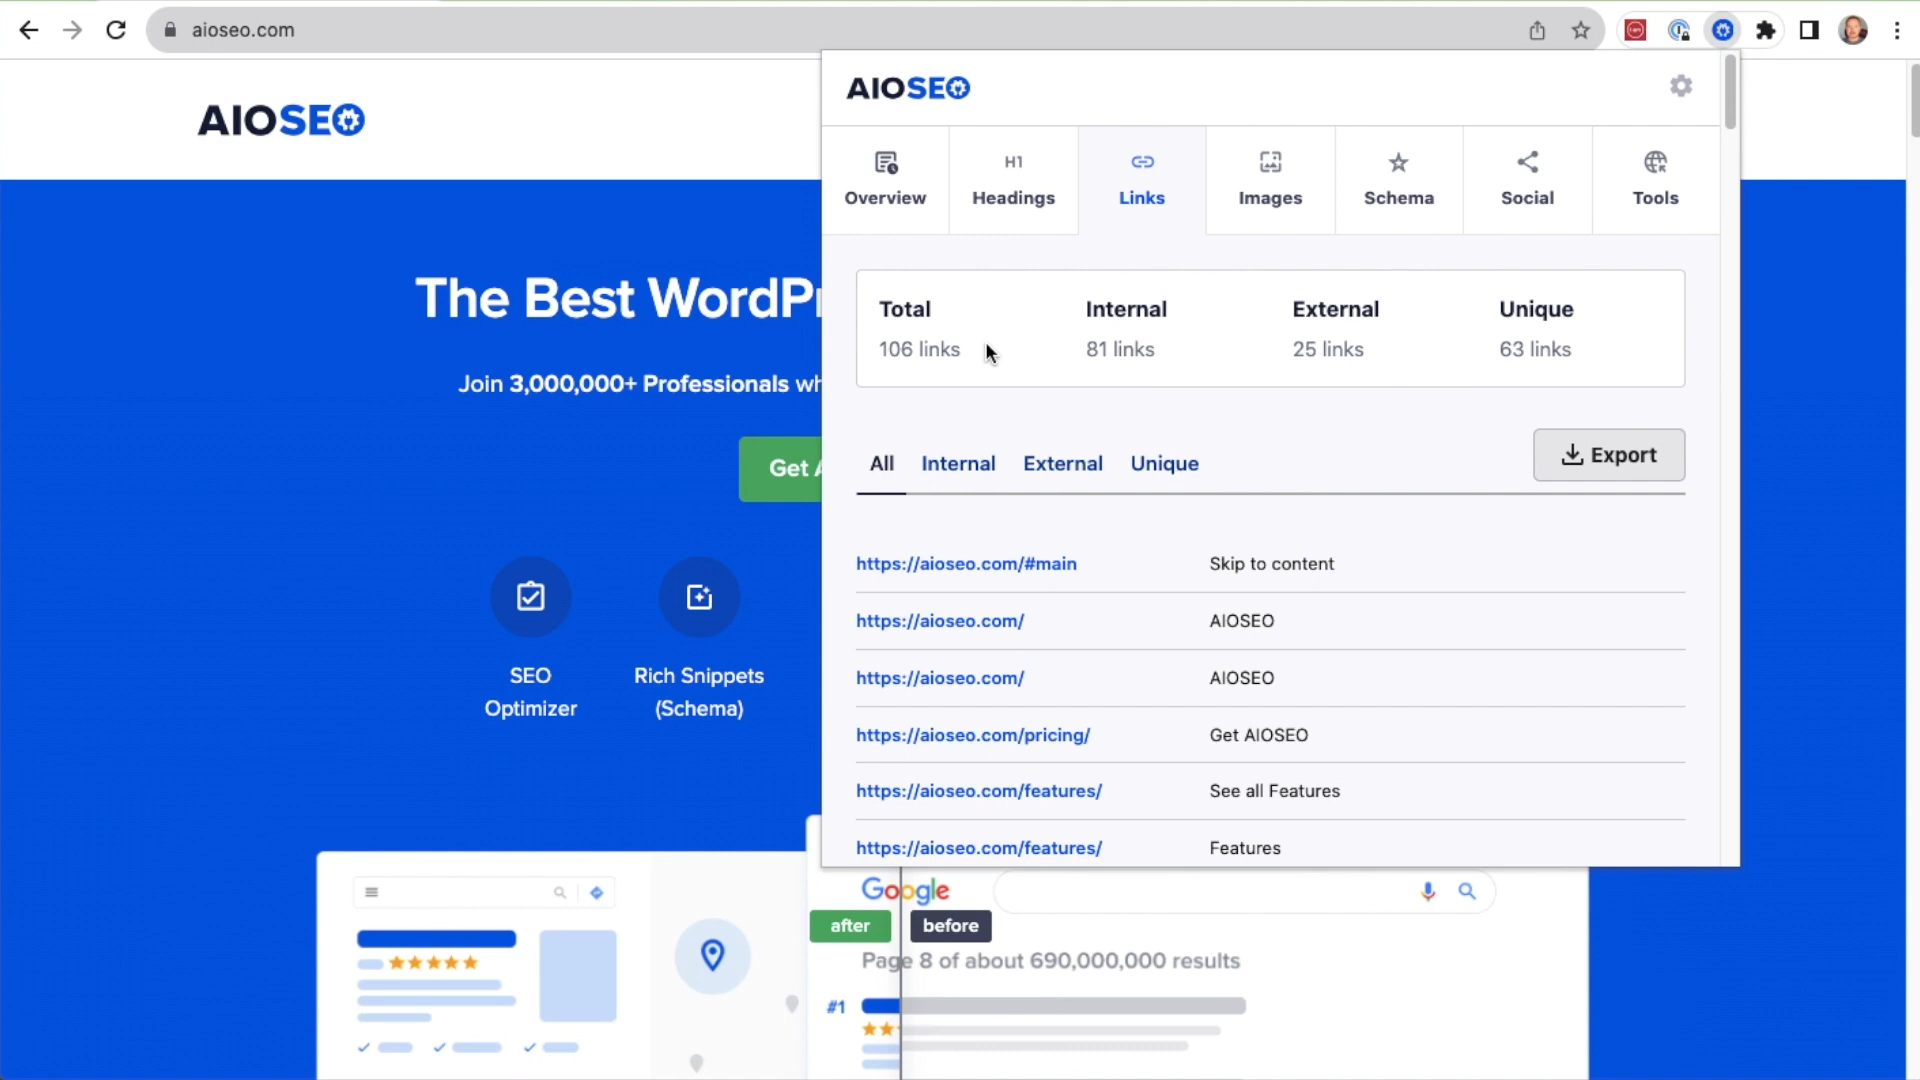 aioseo.com
AIOSEO
The Best WordPr
Join 3,000,000+ Professionals wh
Get A
SEO
Optimizer
Rich Snippets
(Schema)
AIOSEO
Overview
H1
Headings
Links
Images
Schema
Social
Tools
Total
Internal
External
Unique
106 links
81 links
25 links
63 links
All
Internal
External
Unique
Export
https://aioseo.com/#main
Skip to content
https://aioseo.com/
AIOSEO
https://aioseo.com/
AIOSEO
https://aioseo.com/pricing/
Get AIOSEO
https://aioseo.com/features/
See all Features
https://aioseo.com/features/
Features
Google
after
before
Page 8 of about 690,000,000 results
#1